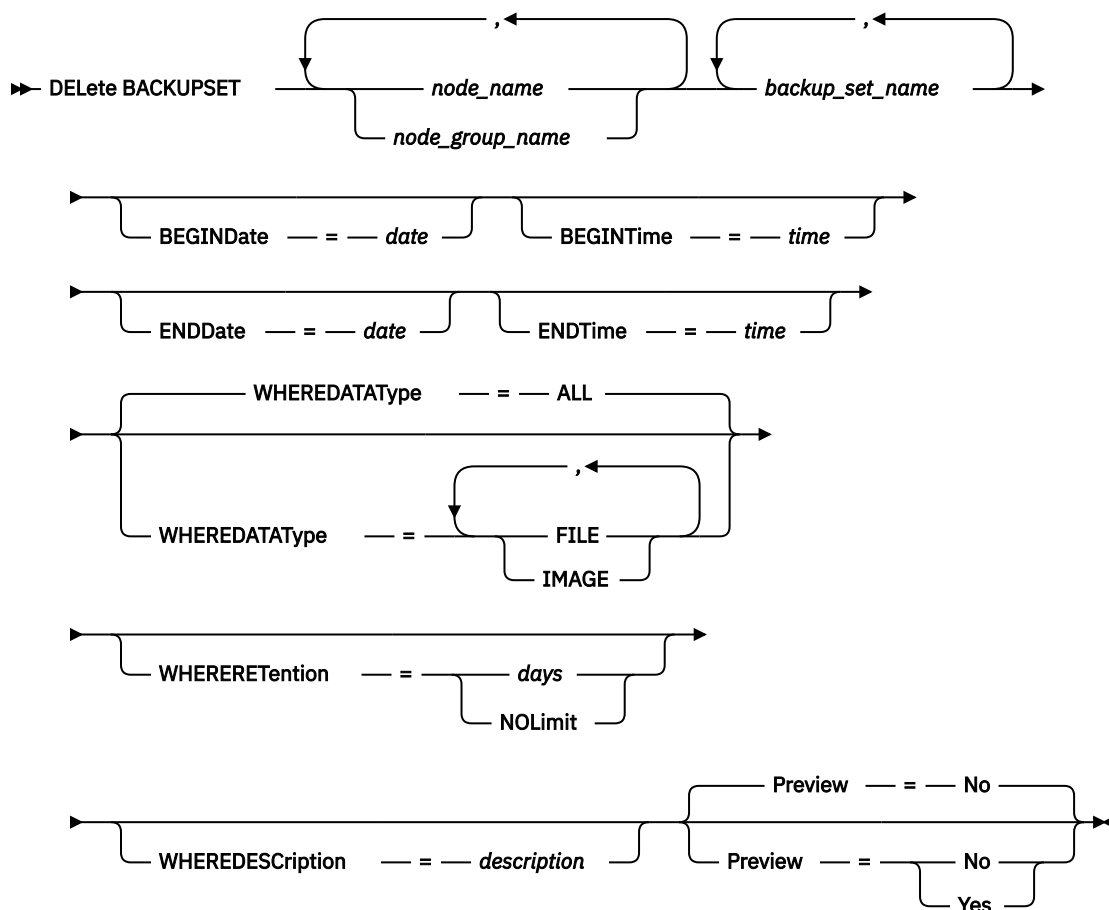 ,
,
DELete BACKUPSET node_name backup_set_name
node_group_name
BEGINDate = date BEGINTime = time
ENDDate = date ENDTime = time
WHEREDATAType = ALL
,
WHEREDATAType = FILE
IMAGE
WHERERETention = days
NOLimit
Preview = No
WHEREDESCription = description Preview = No
Yes